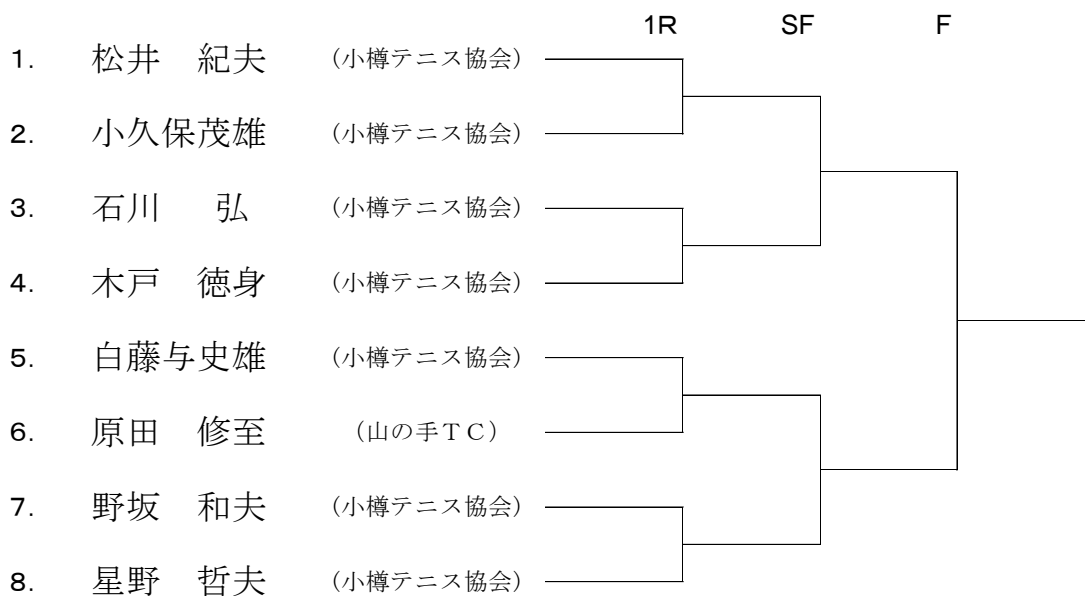 1R SF F
1. 松井　紀夫 (小樽テニス協会)
2. 小久保茂雄 (小樽テニス協会)
3. 石川　弘 (小樽テニス協会)
4. 木戸　徳身 (小樽テニス協会)
5. 白藤与史雄 (小樽テニス協会)
6. 原田　修至 (山の手ＴＣ)
7. 野坂　和夫 (小樽テニス協会)
8. 星野　哲夫 (小樽テニス協会)